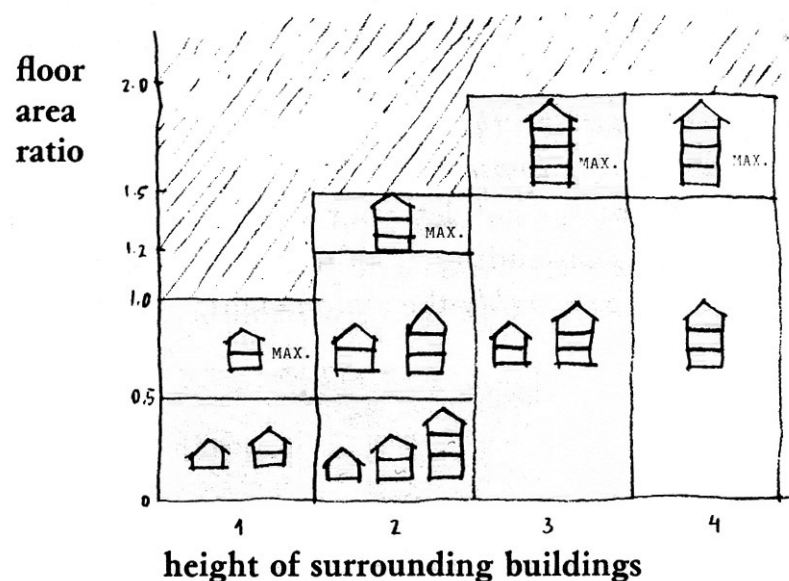 floor
area
ratio
2.0
1.5
1.2
1.0
0.5
0
MAX.
MAX.
MAX.
MAX.
1 2 3 4
height of surrounding buildings